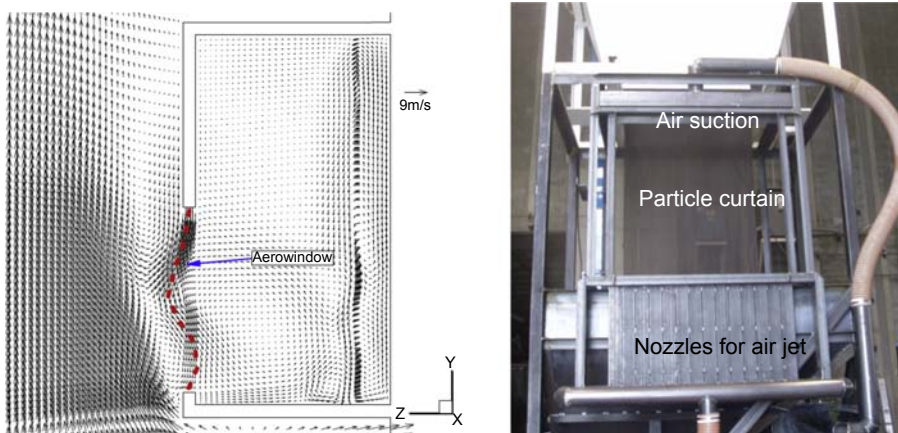 9m/s
Aerowindow
Y
Z
X
Air suction
Particle curtain
Nozzles for air jet